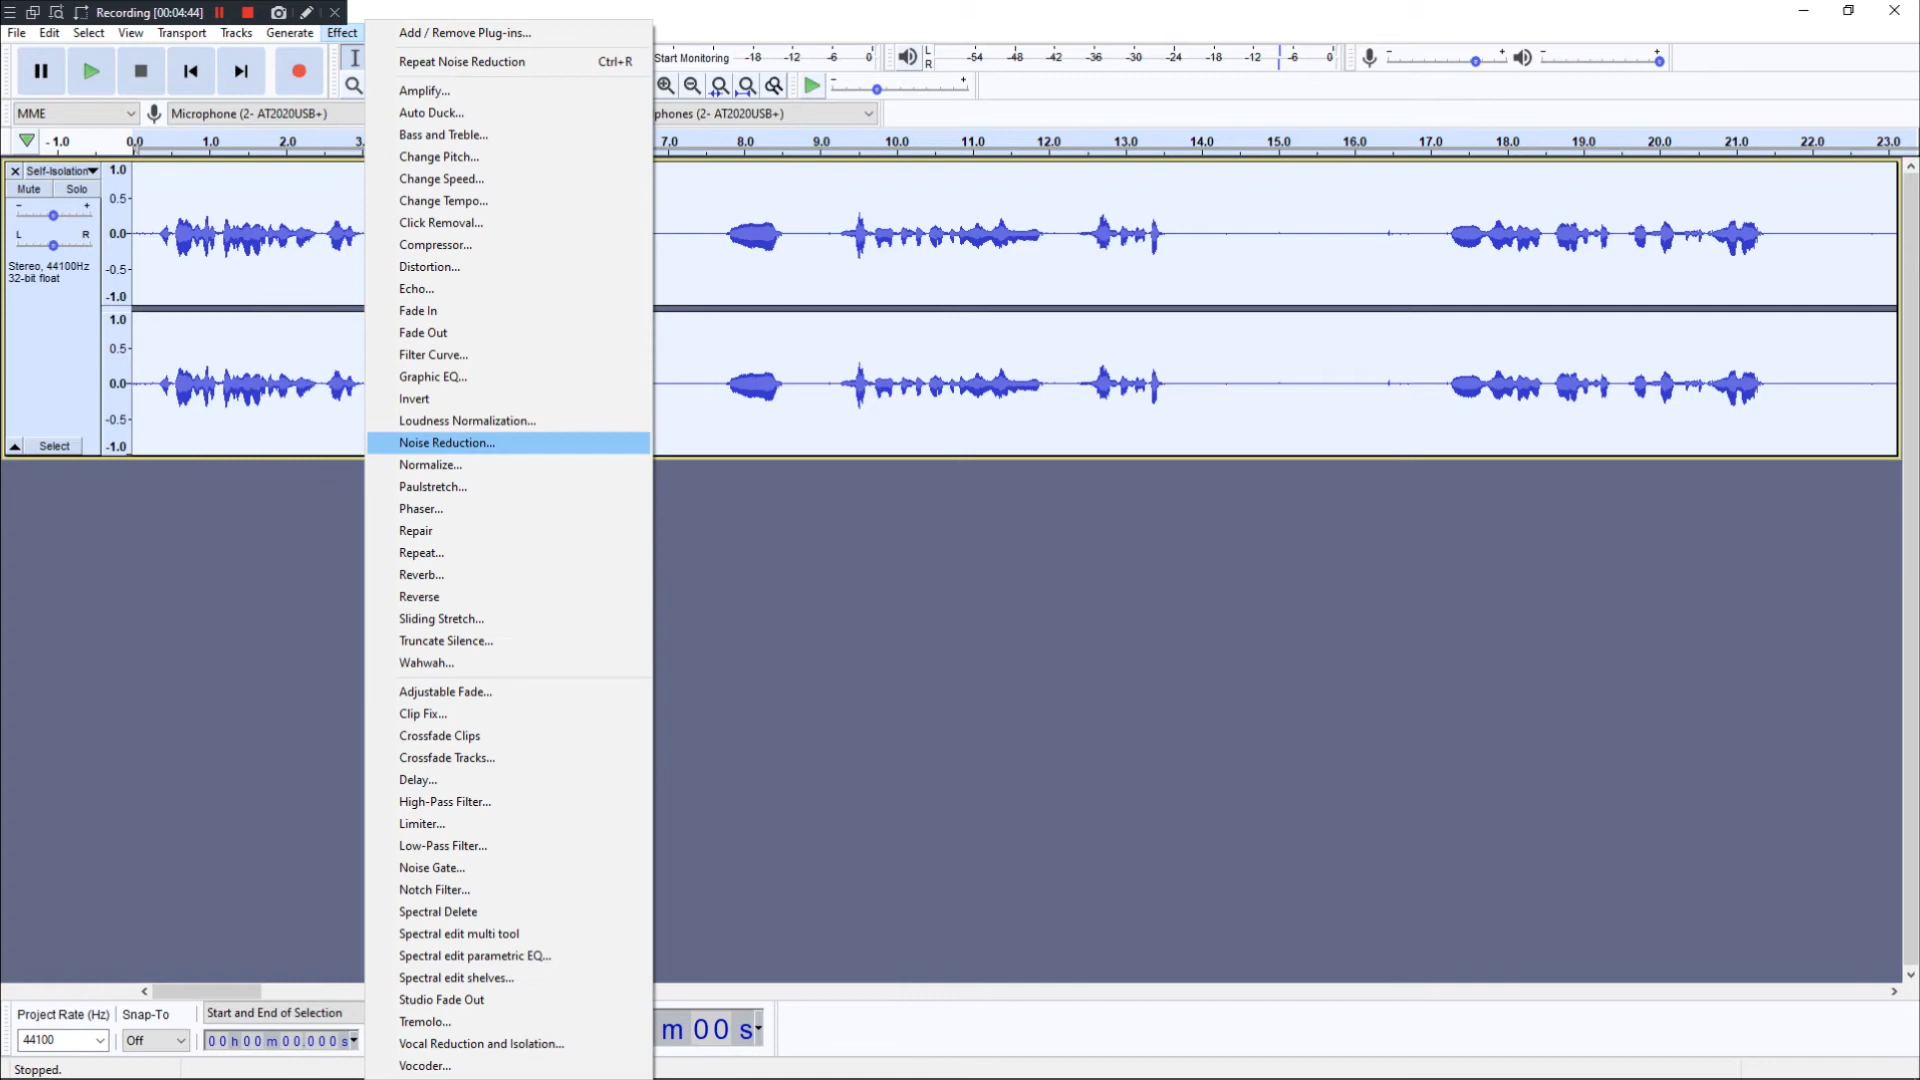 Recording [00:04:44]
File Edit Select View Transport Tracks Generate Effect
Add / Remove Plug-ins...
Repeat Noise Reduction Ctrl+R
Amplify...
Auto Duck...
Bass and Treble...
Change Pitch...
Change Speed...
Change Tempo...
Click Removal...
Compressor...
Distortion...
Echo...
Fade In
Fade Out
Filter Curve...
Graphic EQ...
Invert
Loudness Normalization...
Noise Reduction...
Normalize...
Paulstretch...
Phaser...
Repair
Repeat...
Reverb...
Reverse
Sliding Stretch...
Truncate Silence...
Wahwah...
Adjustable Fade...
Clip Fix...
Crossfade Clips
Crossfade Tracks...
Delay...
High-Pass Filter...
Limiter...
Low-Pass Filter...
Noise Gate...
Notch Filter...
Spectral Delete
Spectral edit multi tool
Spectral edit parametric EQ...
Spectral edit shelves...
Studio Fade Out
Tremolo...
Vocal Reduction and Isolation...
Vocoder...
Start Monitoring -18 -12 -6 0
L
R
-54 -48 -42 -36 -30 -24 -18 -12 -6 0
MME
Microphone (2- AT2020USB+)
phones (2- AT2020USB+)
- 1.0 0.0 1.0 2.0 3. 7.0 8.0 9.0 10.0 11.0 12.0 13.0 14.0 15.0 16.0 17.0 18.0 19.0 20.0 21.0 22.0 23.0
Self-Isolation
Mute Solo
- +
L R
Stereo, 44100Hz
32-bit float
Select
1.0
0.5-
0.0-
-0.5-
-1.0
1.0
0.5-
0.0-
-0.5-
-1.0
Project Rate (Hz) Snap-To Start and End of Selection
44100 Off 00h00m00.000s
m 00 s
Stopped.